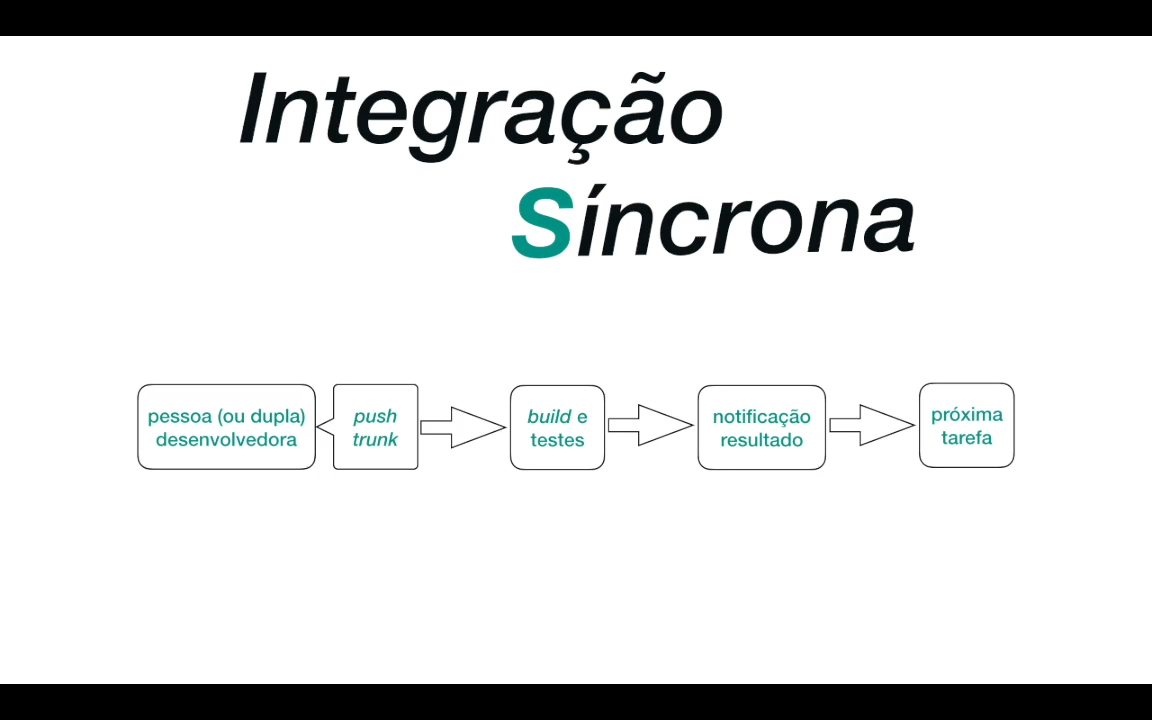 Integração
Síncrona
pessoa (ou dupla)
desenvolvedora
push
trunk
build e
testes
notificação
resultado
próxima
tarefa